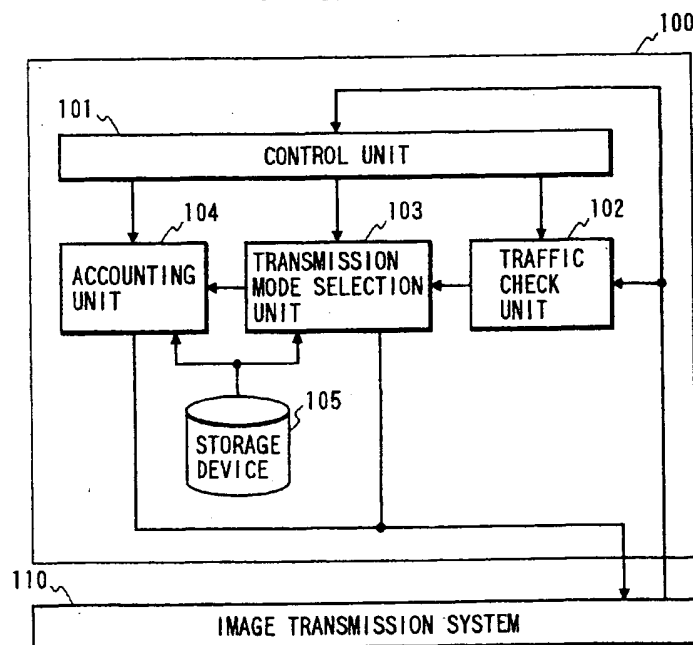 100
101
CONTROL UNIT
104
103
102
ACCOUNTING
UNIT
TRANSMISSION
MODE SELECTION
UNIT
TRAFFIC
CHECK
UNIT
105
STORAGE
DEVICE
110
IMAGE TRANSMISSION SYSTEM